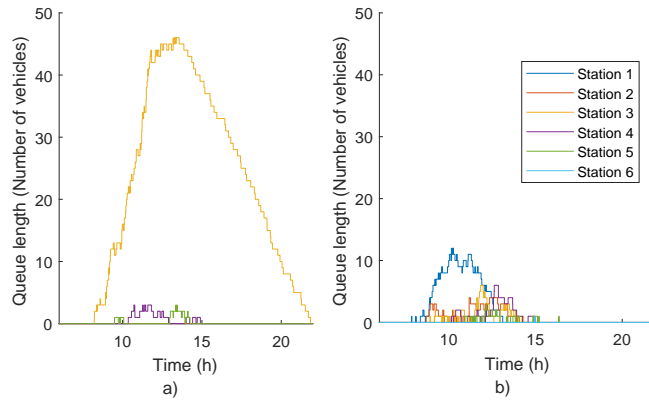 50
40
30
20
10
0
Queue length (Number of vehicles)
10
15
20
Time (h)
a)
50
40
30
20
10
0
Queue length (Number of vehicles)
10
15
20
Time (h)
b)
Station 1
Station 2
Station 3
Station 4
Station 5
Station 6